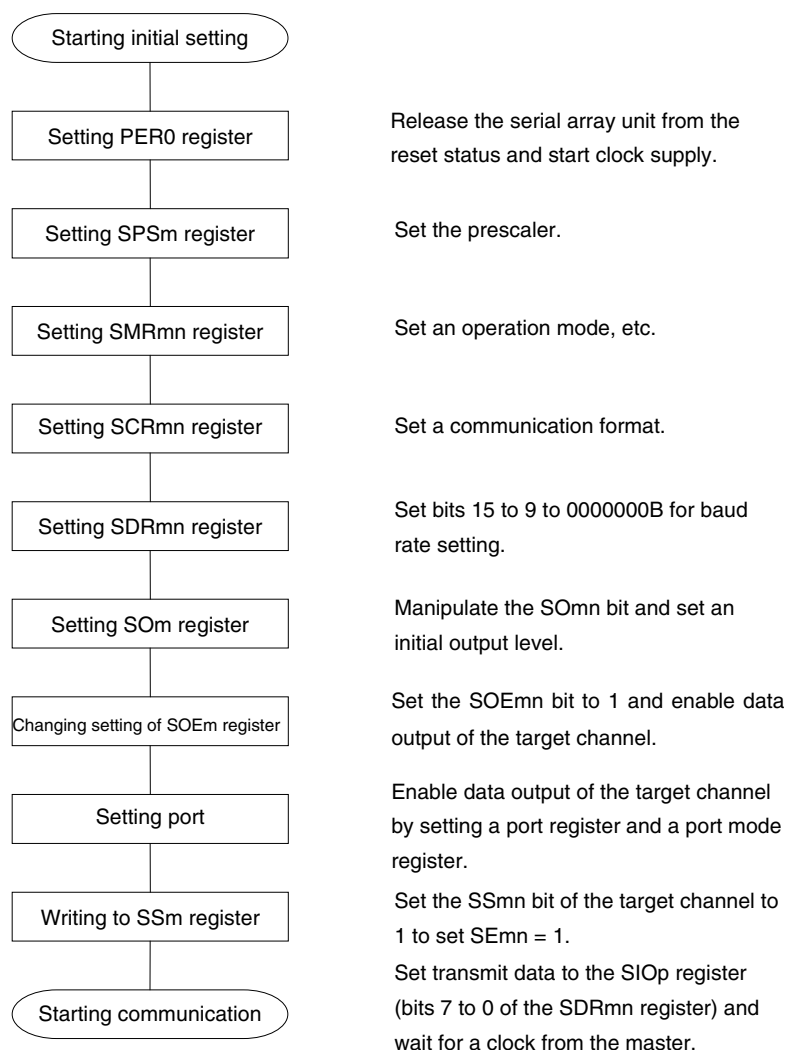 Starting initial setting
Setting PER0 register
Release the serial array unit from the
reset status and start clock supply.
Setting SPSm register
Set the prescaler.
Setting SMRmn register
Set an operation mode, etc.
Setting SCRmn register
Set a communication format.
Setting SDRmn register
Set bits 15 to 9 to 0000000B for baud
rate setting.
Setting SOm register
Manipulate the SOmn bit and set an
initial output level.
Changing setting of SOEm register
Set the SOEmn bit to 1 and enable data
output of the target channel.
Setting port
Enable data output of the target channel
by setting a port register and a port mode
register.
Writing to SSm register
Set the SSmn bit of the target channel to
1 to set SEmn = 1.
Starting communication
Set transmit data to the SIOp register
(bits 7 to 0 of the SDRmn register) and
wait for a clock from the master.